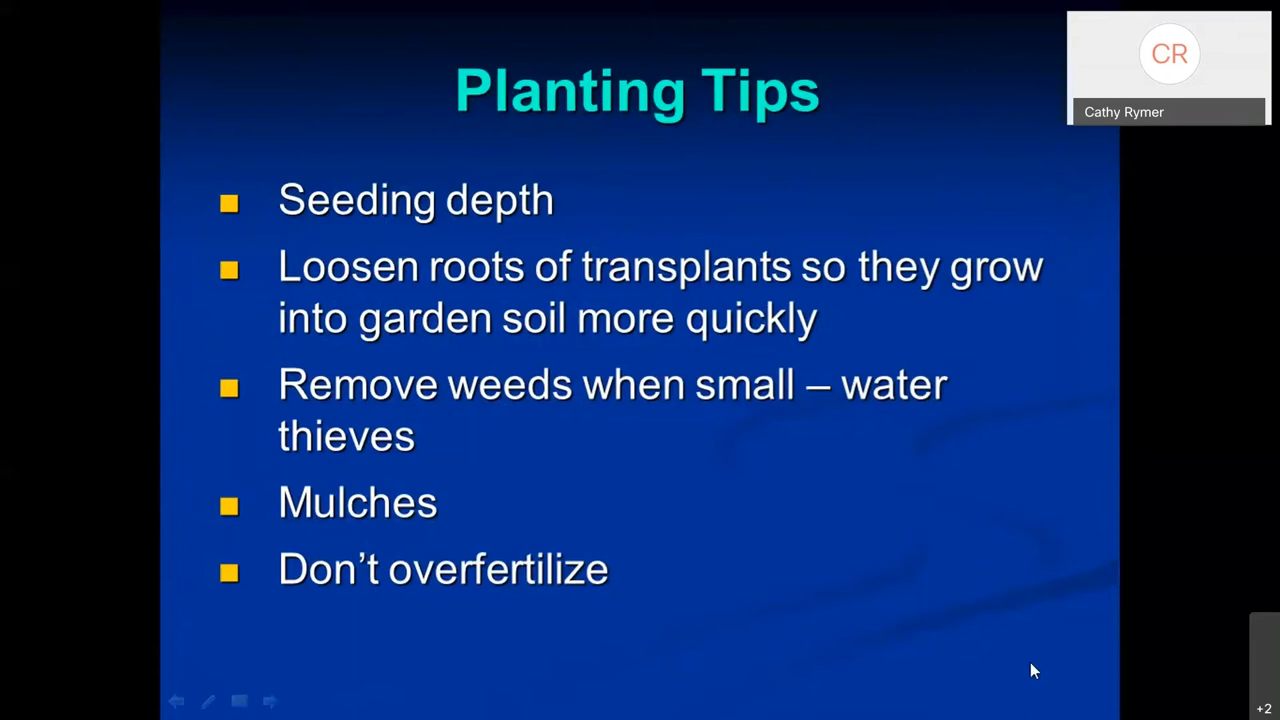 Planting Tips
CR
Cathy Rymer
Seeding depth
Loosen roots of transplants so they grow
into garden soil more quickly
Remove weeds when small – water
thieves
Mulches
Don’t overfertilize
+2